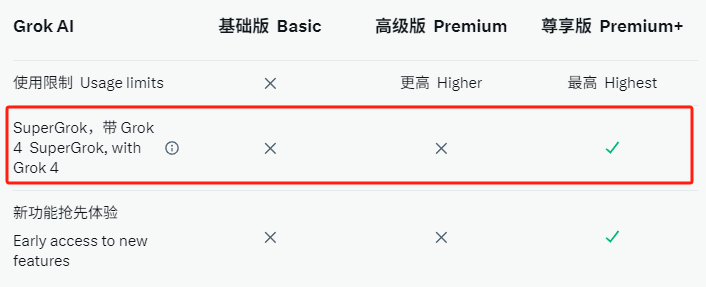 Grok AI 基础版 Basic 高级版 Premium 尊享版 Premium+
使用限制 Usage limits 更高 Higher 最高 Highest
SuperGrok，带 Grok
4 SuperGrok, with
Grok 4
新功能抢先体验
Early access to new
features